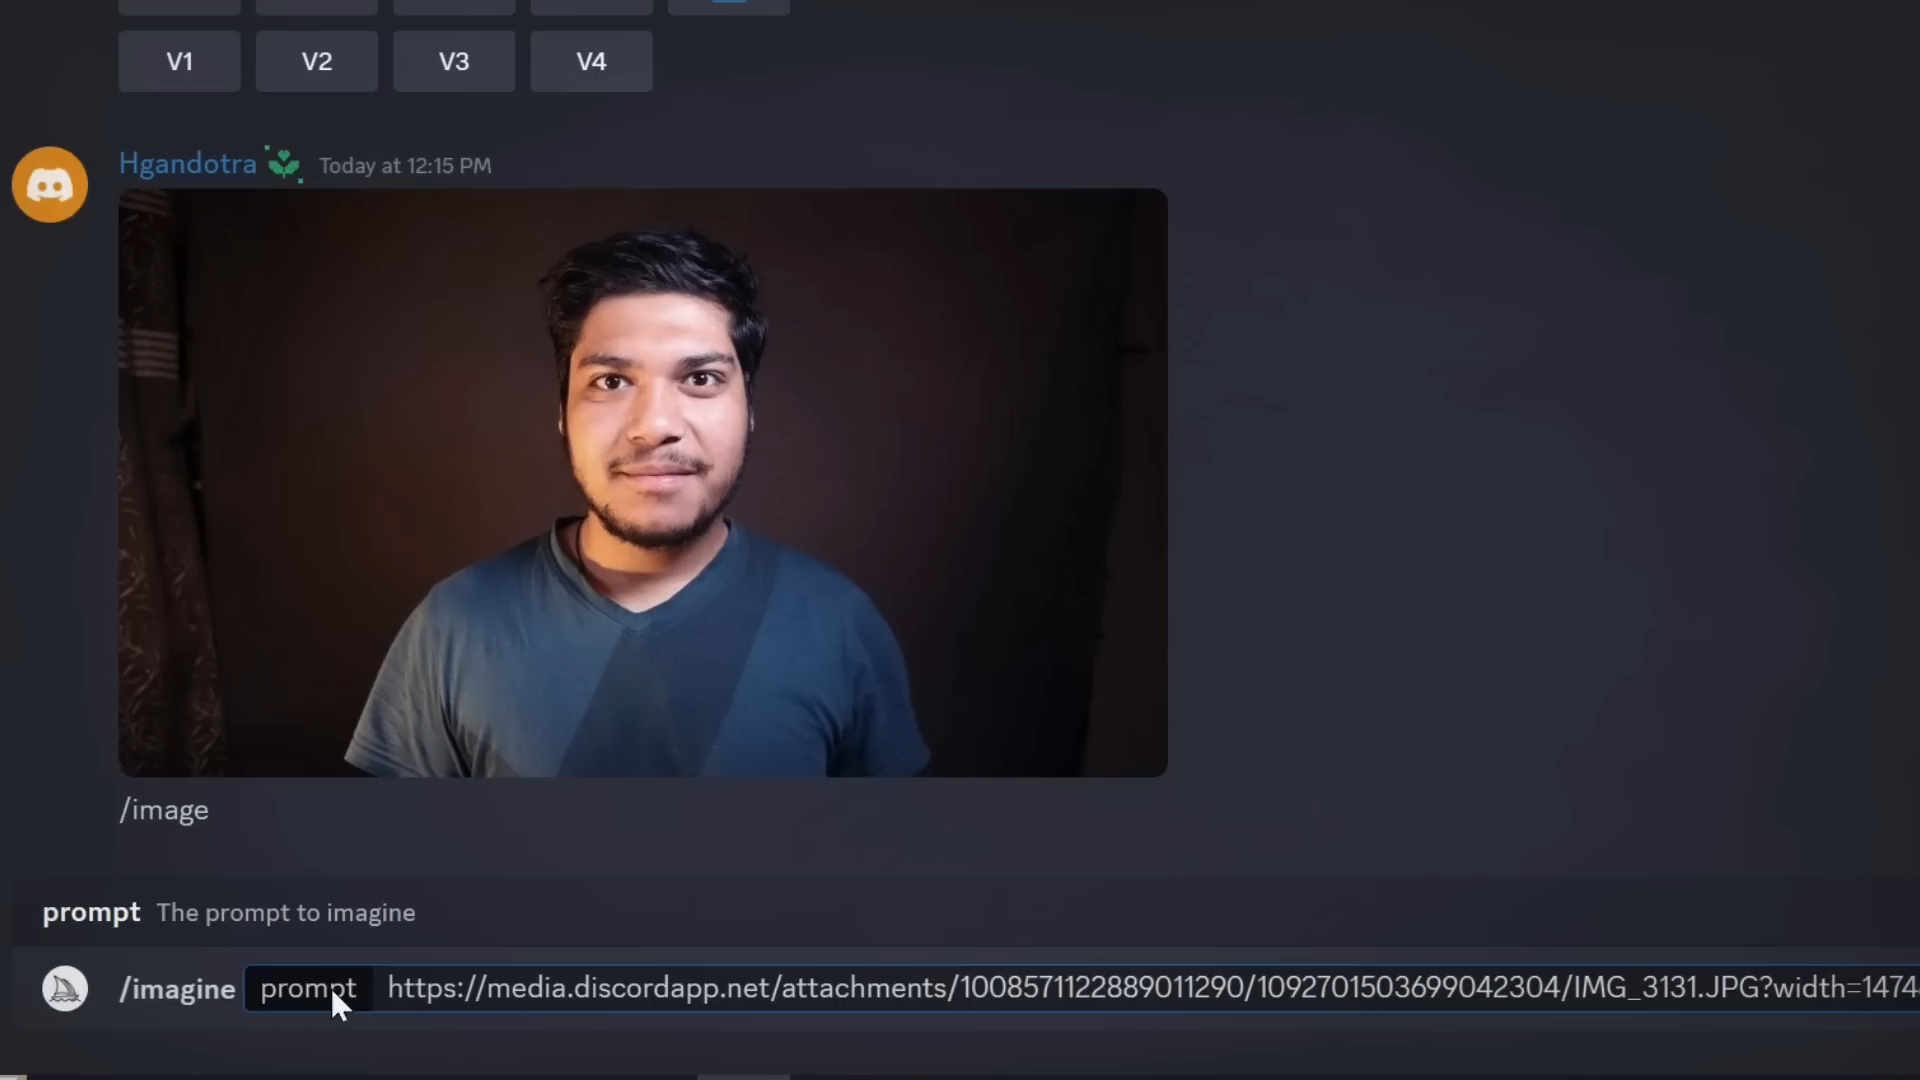 V1 V2 V3 V4
Hgandotra Today at 12:15 PM
/image
prompt The prompt to imagine
/imagine prompt https://media.discordapp.net/attachments/1008571122889011290/1092701503699042304/IMG_3131.JPG?width=1474